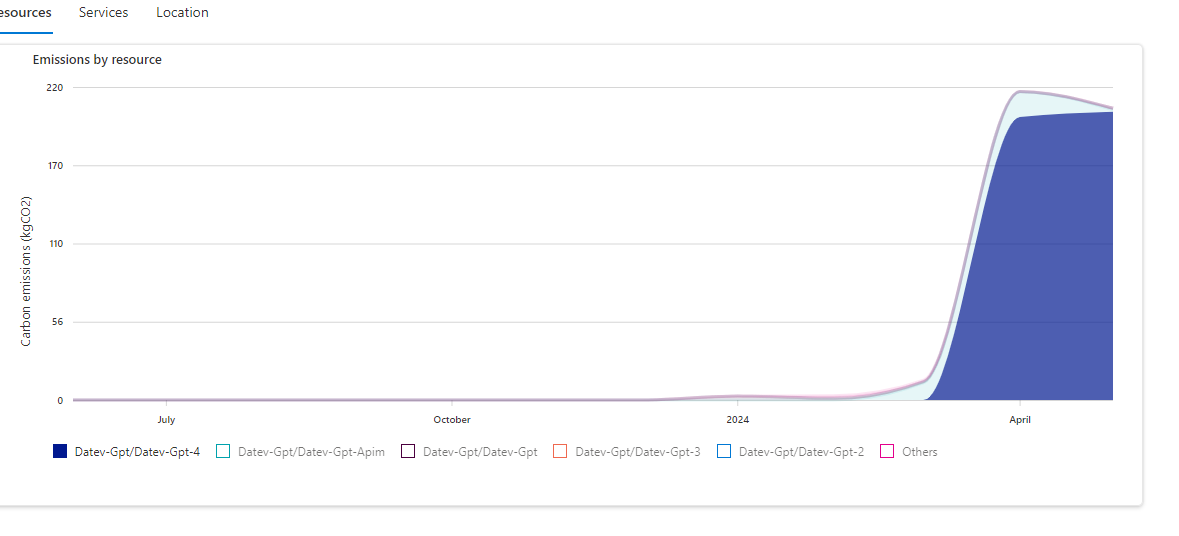 esources Services Location
Emissions by resource
220
170
110
56
0
Carbon emissions (kgCO2)
July October 2024 April
Datev-Gpt/Datev-Gpt-4 Datev-Gpt/Datev-Gpt-Apim Datev-Gpt/Datev-Gpt Datev-Gpt/Datev-Gpt-3 Datev-Gpt/Datev-Gpt-2 Others